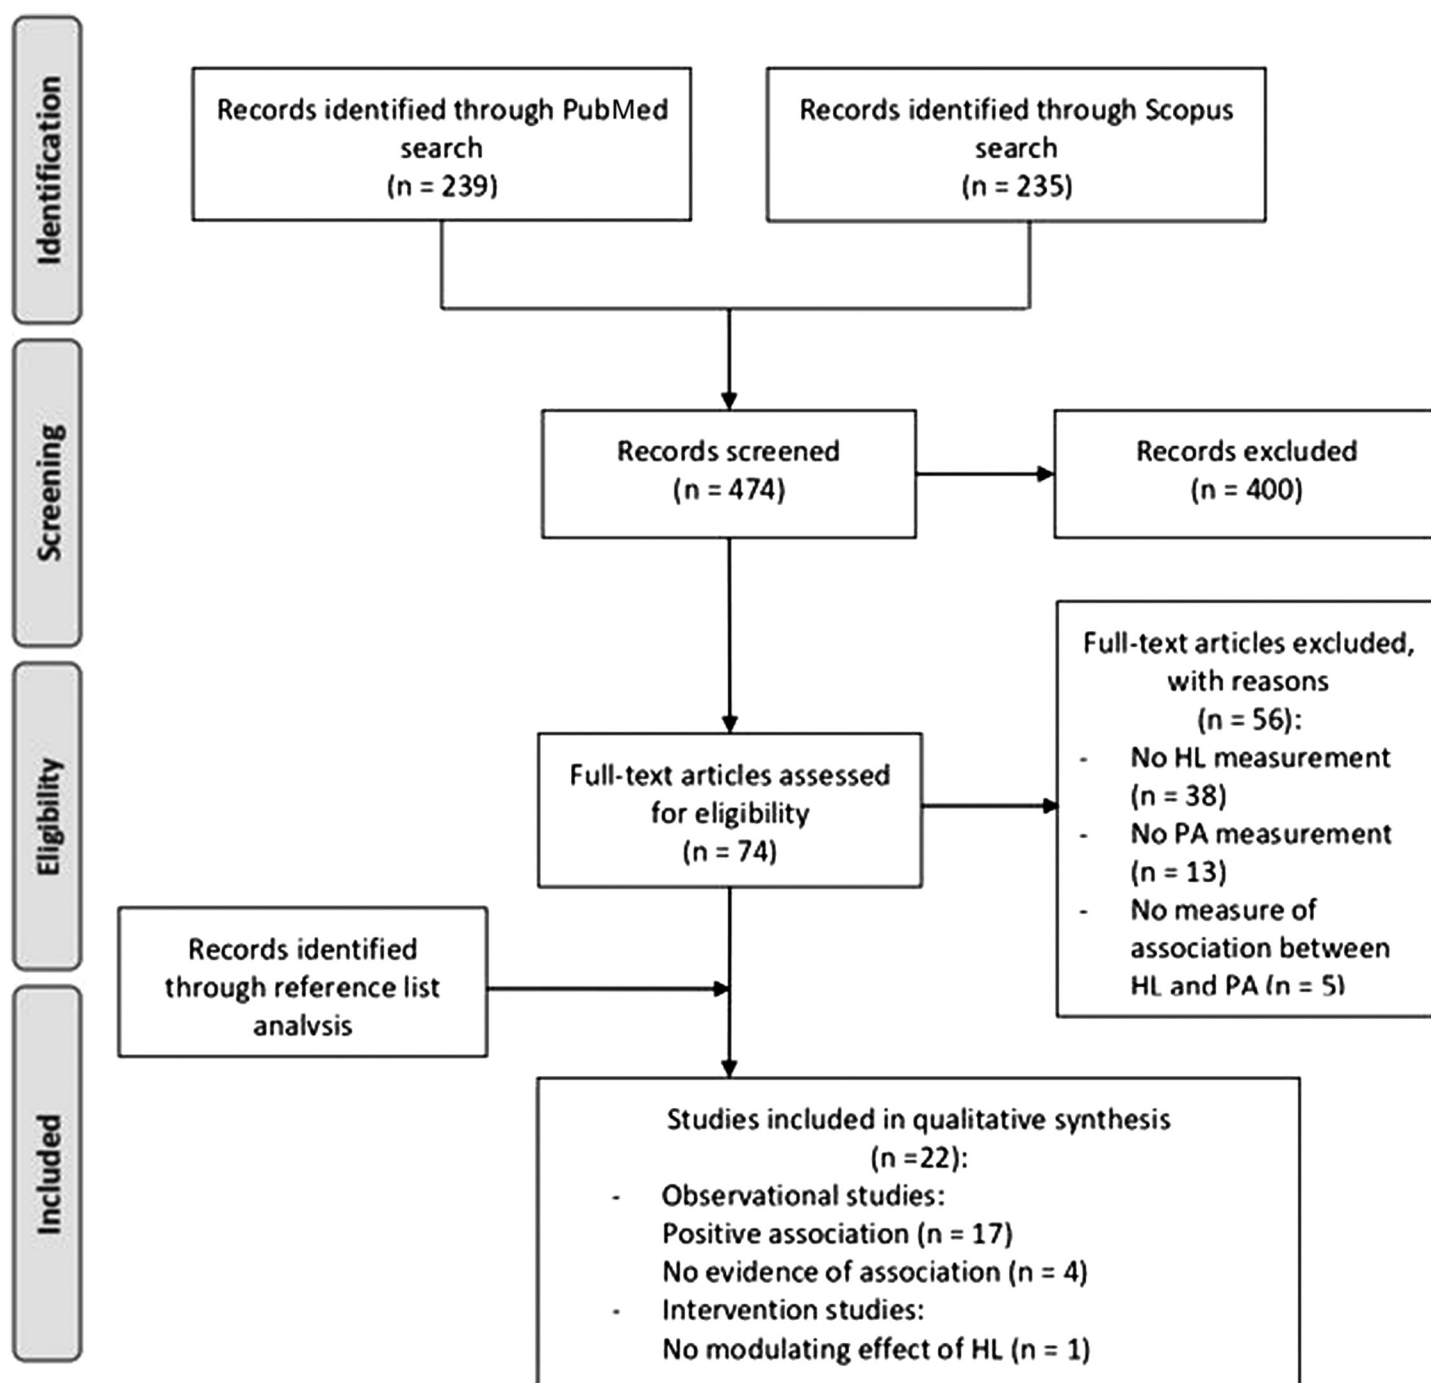 Identification
Records identified through PubMed
search
(n = 239)
Records identified through Scopus
search
(n = 235)
Screening
Records screened
(n = 474)
Records excluded
(n = 400)
Eligibility
Full-text articles assessed
for eligibility
(n = 74)
Full-text articles excluded,
with reasons
(n = 56):
- No HL measurement
(n = 38)
- No PA measurement
(n = 13)
- No measure of
association between
HL and PA (n = 5)
Records identified
through reference list
analysis
Included
Studies included in qualitative synthesis
(n =22):
- Observational studies:
Positive association (n = 17)
No evidence of association (n = 4)
- Intervention studies:
No modulating effect of HL (n = 1)